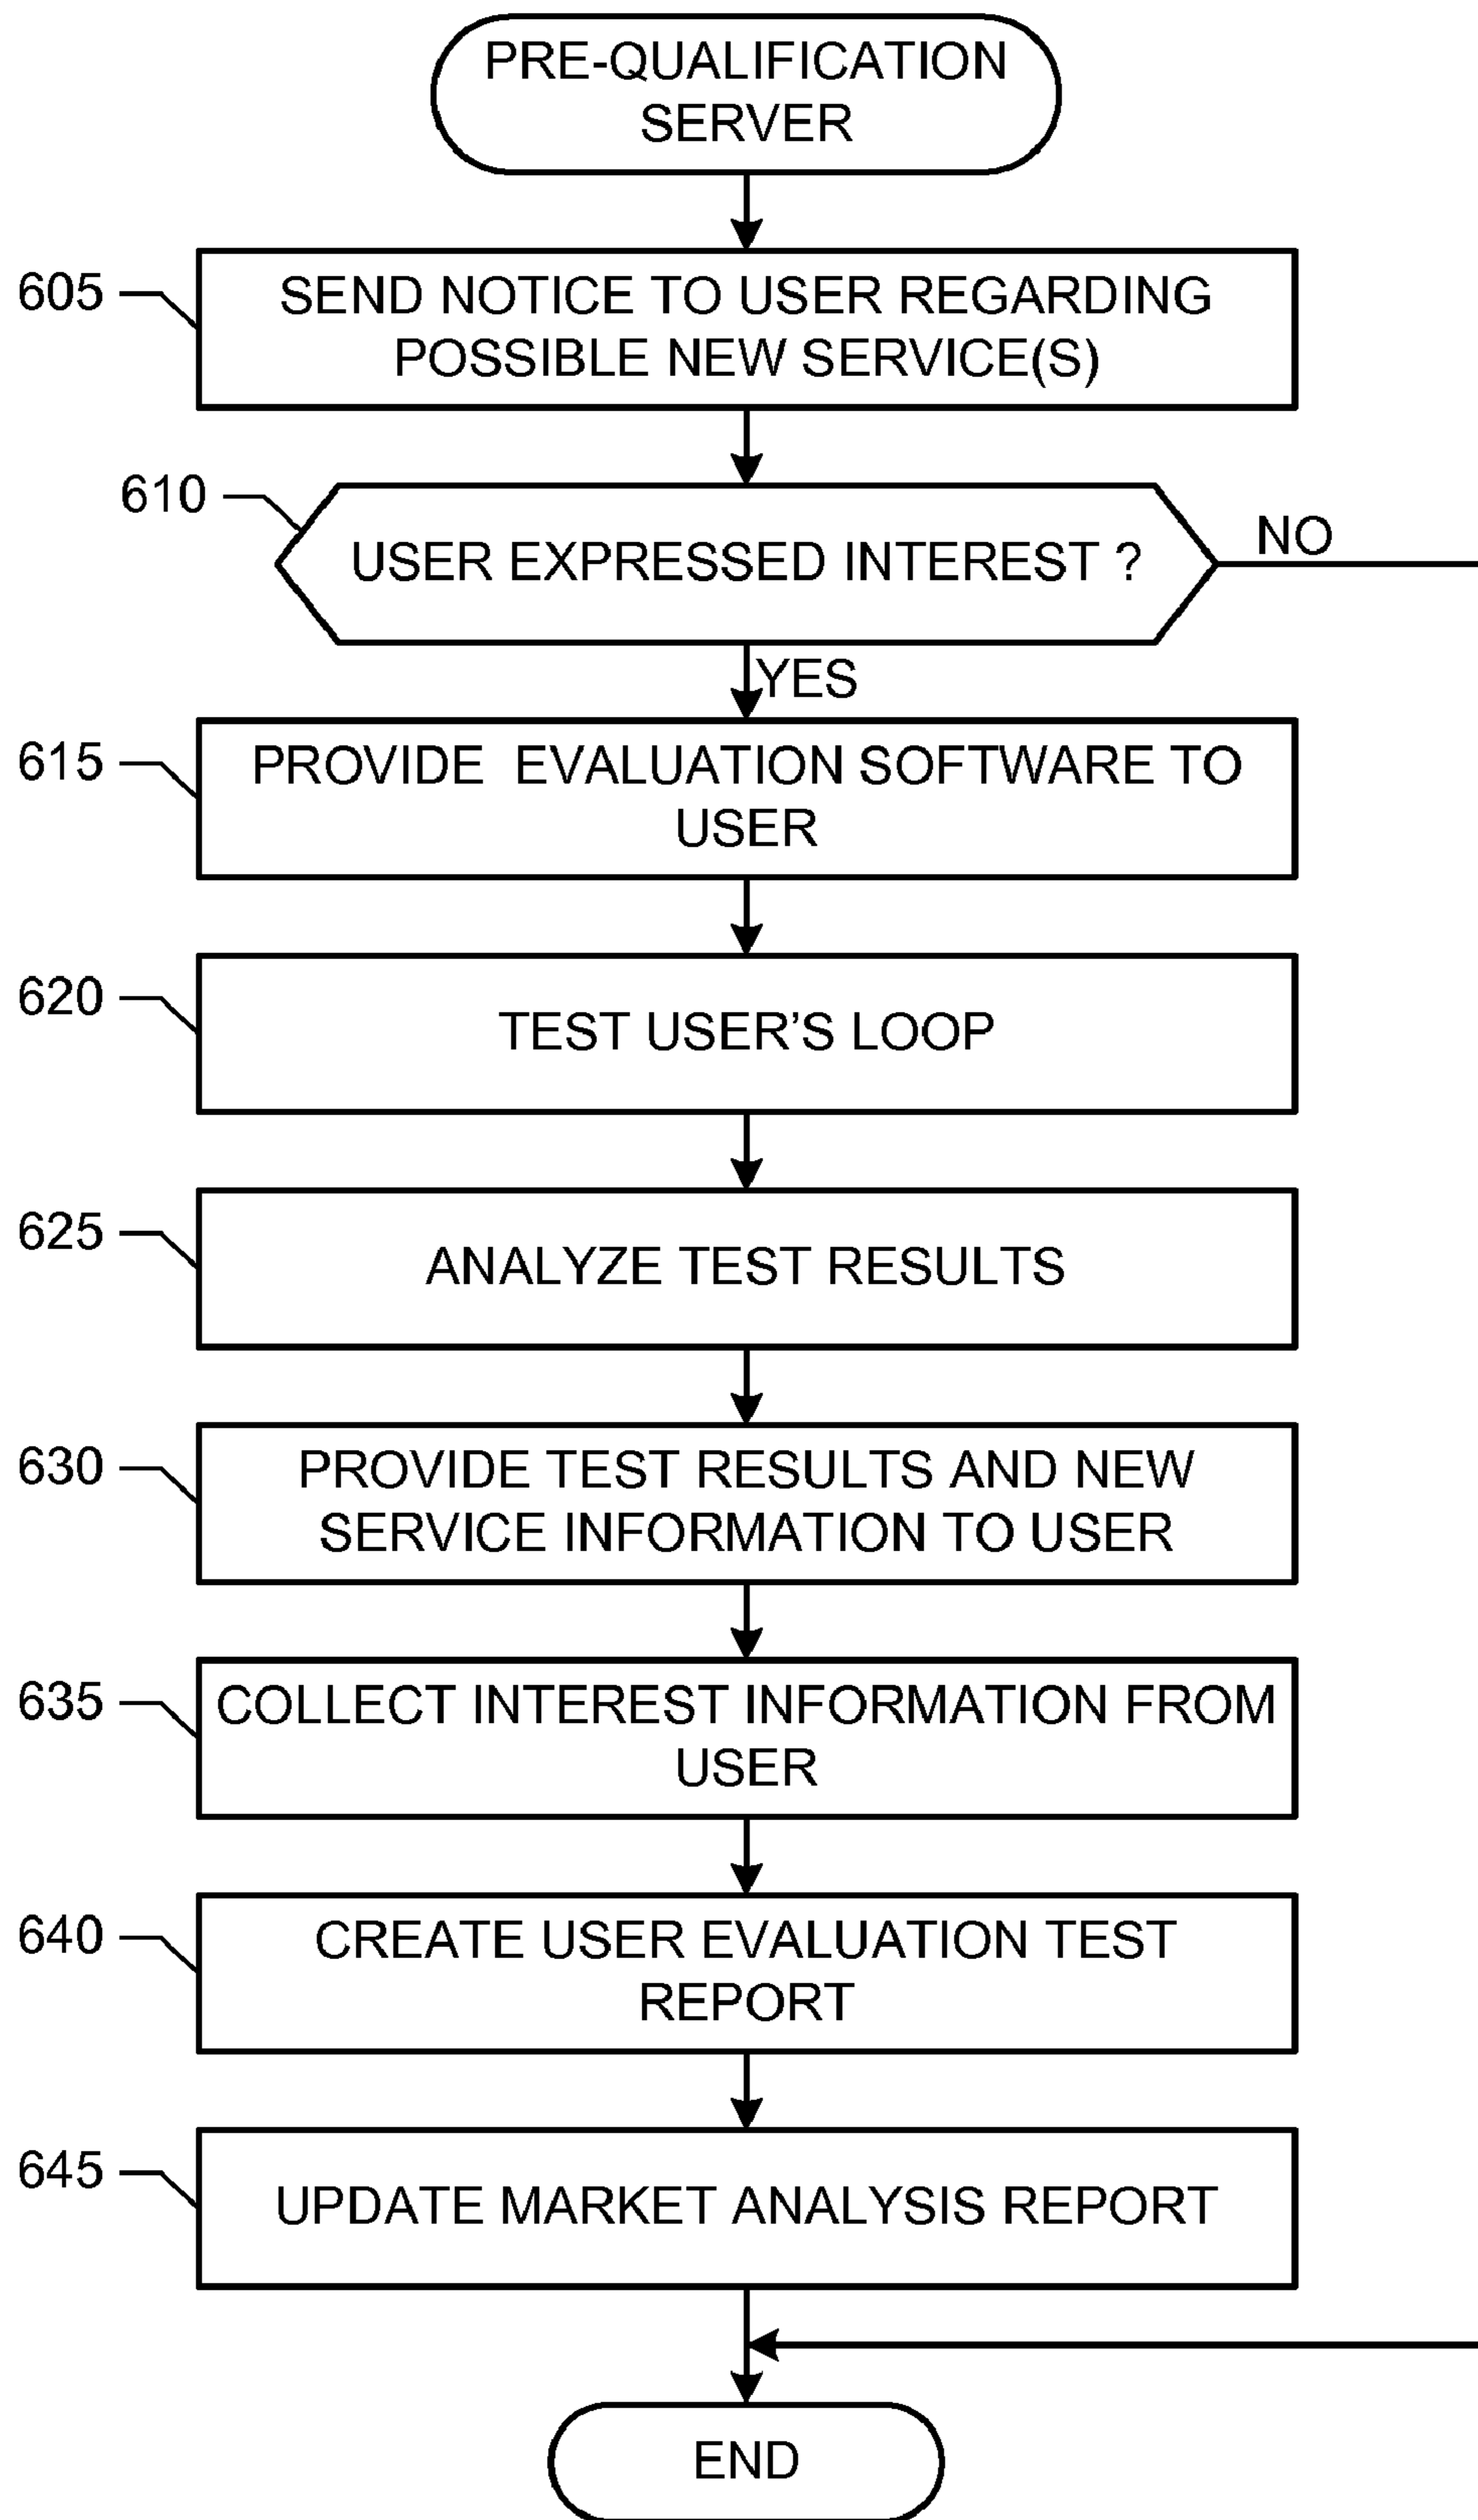 PRE-QUALIFICATION
SERVER
605
SEND NOTICE TO USER REGARDING
POSSIBLE NEW SERVICE(S)
610
USER EXPRESSED INTEREST ?
NO
YES
615
PROVIDE EVALUATION SOFTWARE TO
USER
620
TEST USER’S LOOP
625
ANALYZE TEST RESULTS
630
PROVIDE TEST RESULTS AND NEW
SERVICE INFORMATION TO USER
635
COLLECT INTEREST INFORMATION FROM
USER
640
CREATE USER EVALUATION TEST
REPORT
645
UPDATE MARKET ANALYSIS REPORT
END